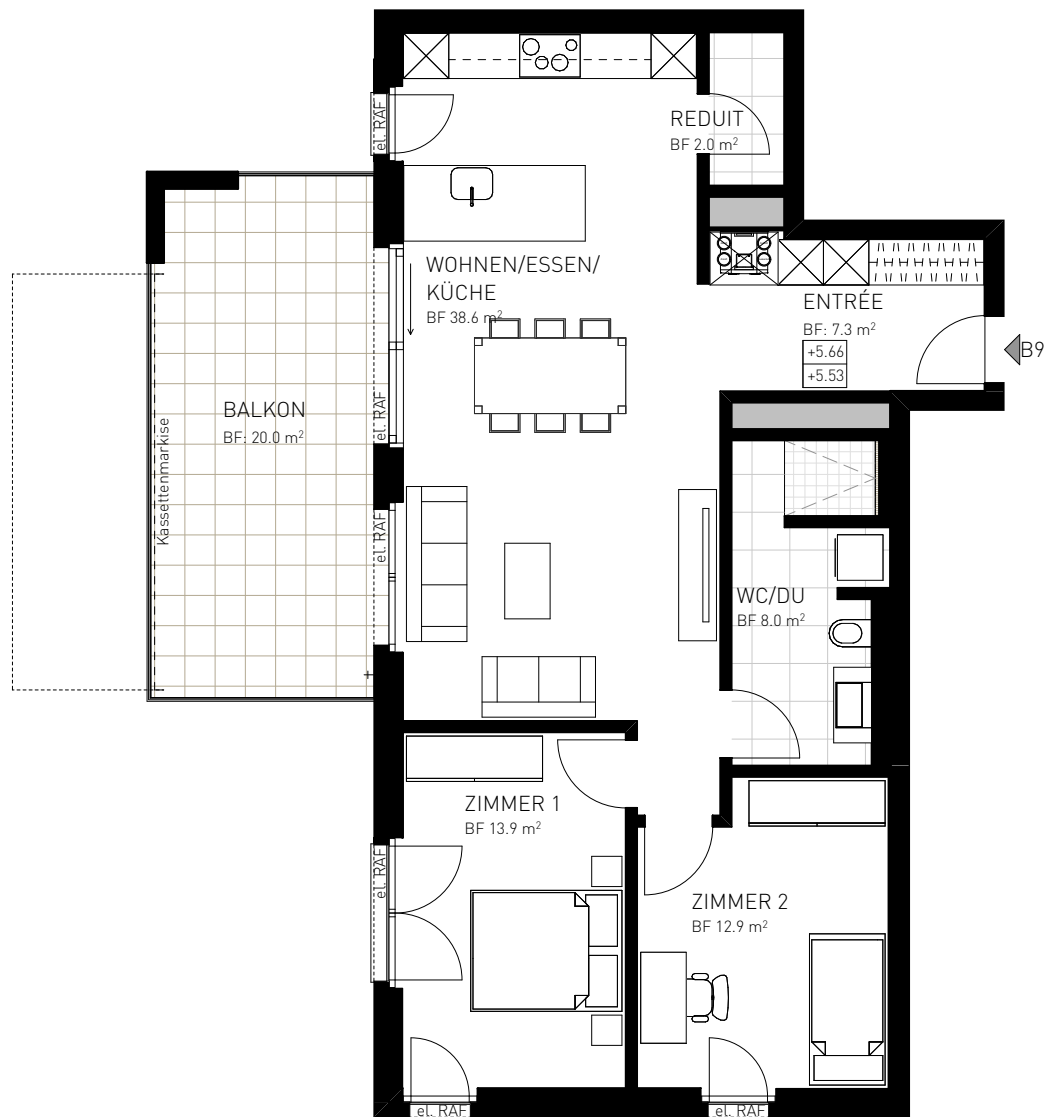 el. RAF
REDUIT
BF 2.0 m²
WOHNEN/ESSEN/
KÜCHE
BF 38.6 m²
ENTRÉE
BF: 7.3 m²
+5.66
+5.53
B9
BALKON
BF: 20.0 m²
Kassettenmarkise
el. RAF
el. RAF
WC/DU
BF 8.0 m²
ZIMMER 1
BF 13.9 m²
el. RAF
ZIMMER 2
BF 12.9 m²
el. RAF
el. RAF